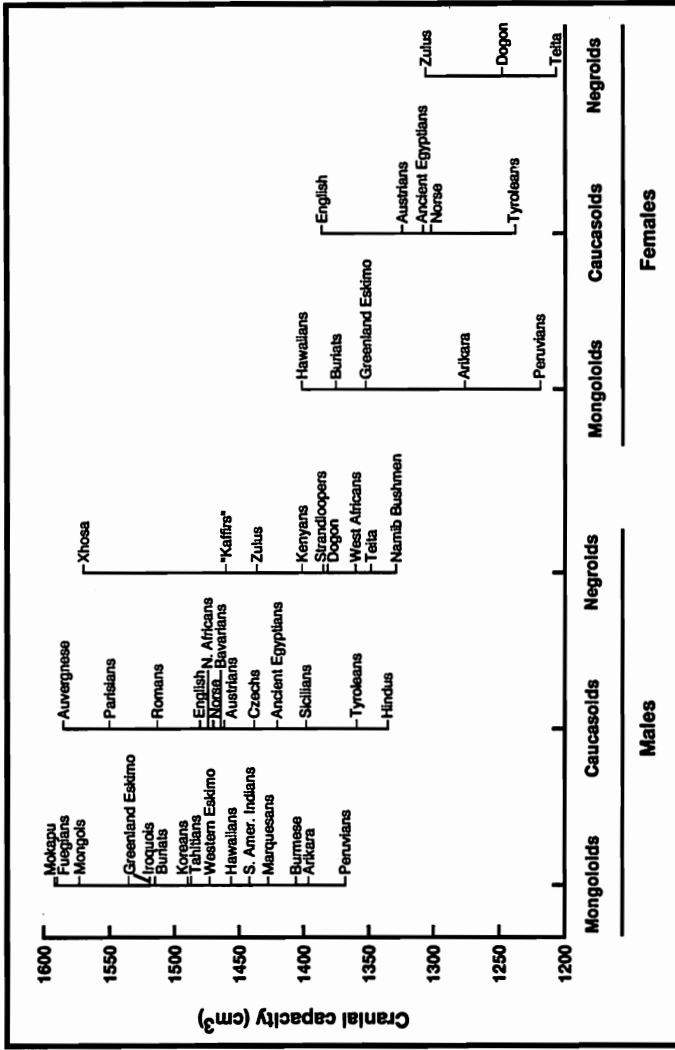 Cranial capacity (cm³)
1600
1550
1500
1450
1400
1350
1300
1250
1200
Mokapu
Fuegians
Mongols
Greenland Eskimo
Iroquois
Buriats
Koreans
Tahitians
Western Eskimo
Hawaiians
S. Amer. Indians
Marquesans
Burmese
Arikara
Peruvians
Auvergnese
Parisians
Romans
English
N. Africans
Norse
Bavarians
Austrians
Czechs
Ancient Egyptians
Sicilians
Tyroleans
Hindus
Xhosa
"Kaffirs"
Zulus
Kenyans
Strandloopers
Dogon
West Africans
Teita
Namib Bushmen
Hawaiians
Buriats
Greenland Eskimo
Arikara
Peruvians
English
Austrians
Ancient Egyptians
Norse
Tyroleans
Zulus
Dogon
Teita
Mongoloids
Caucasoids
Negroids
Mongoloids
Caucasoids
Negroids
Males
Females